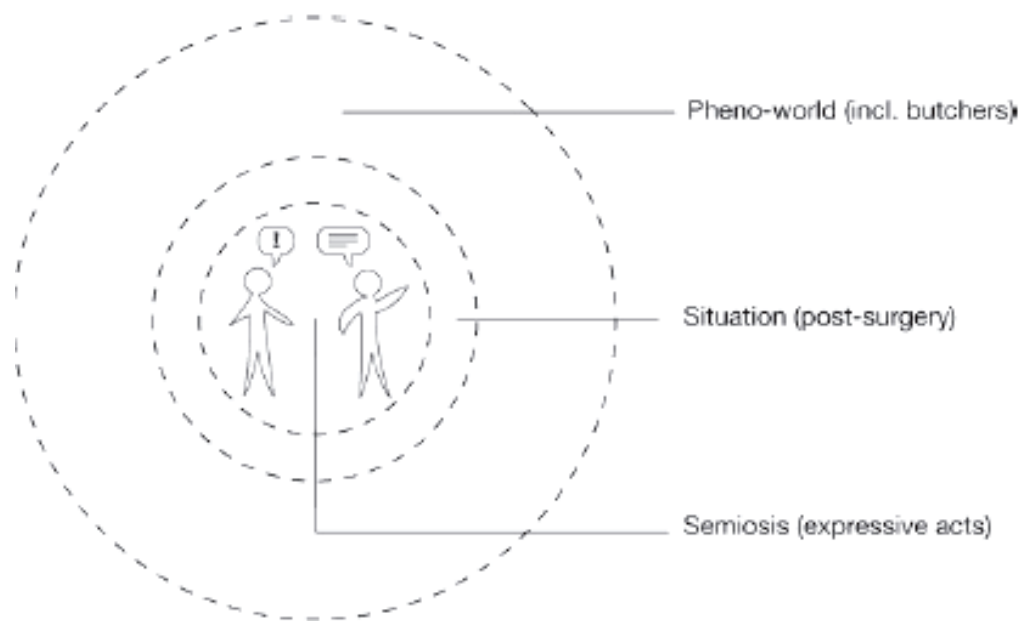 !
Pheno-world (incl. butchers)
Situation (post-surgery)
Semiosis (expressive acts)